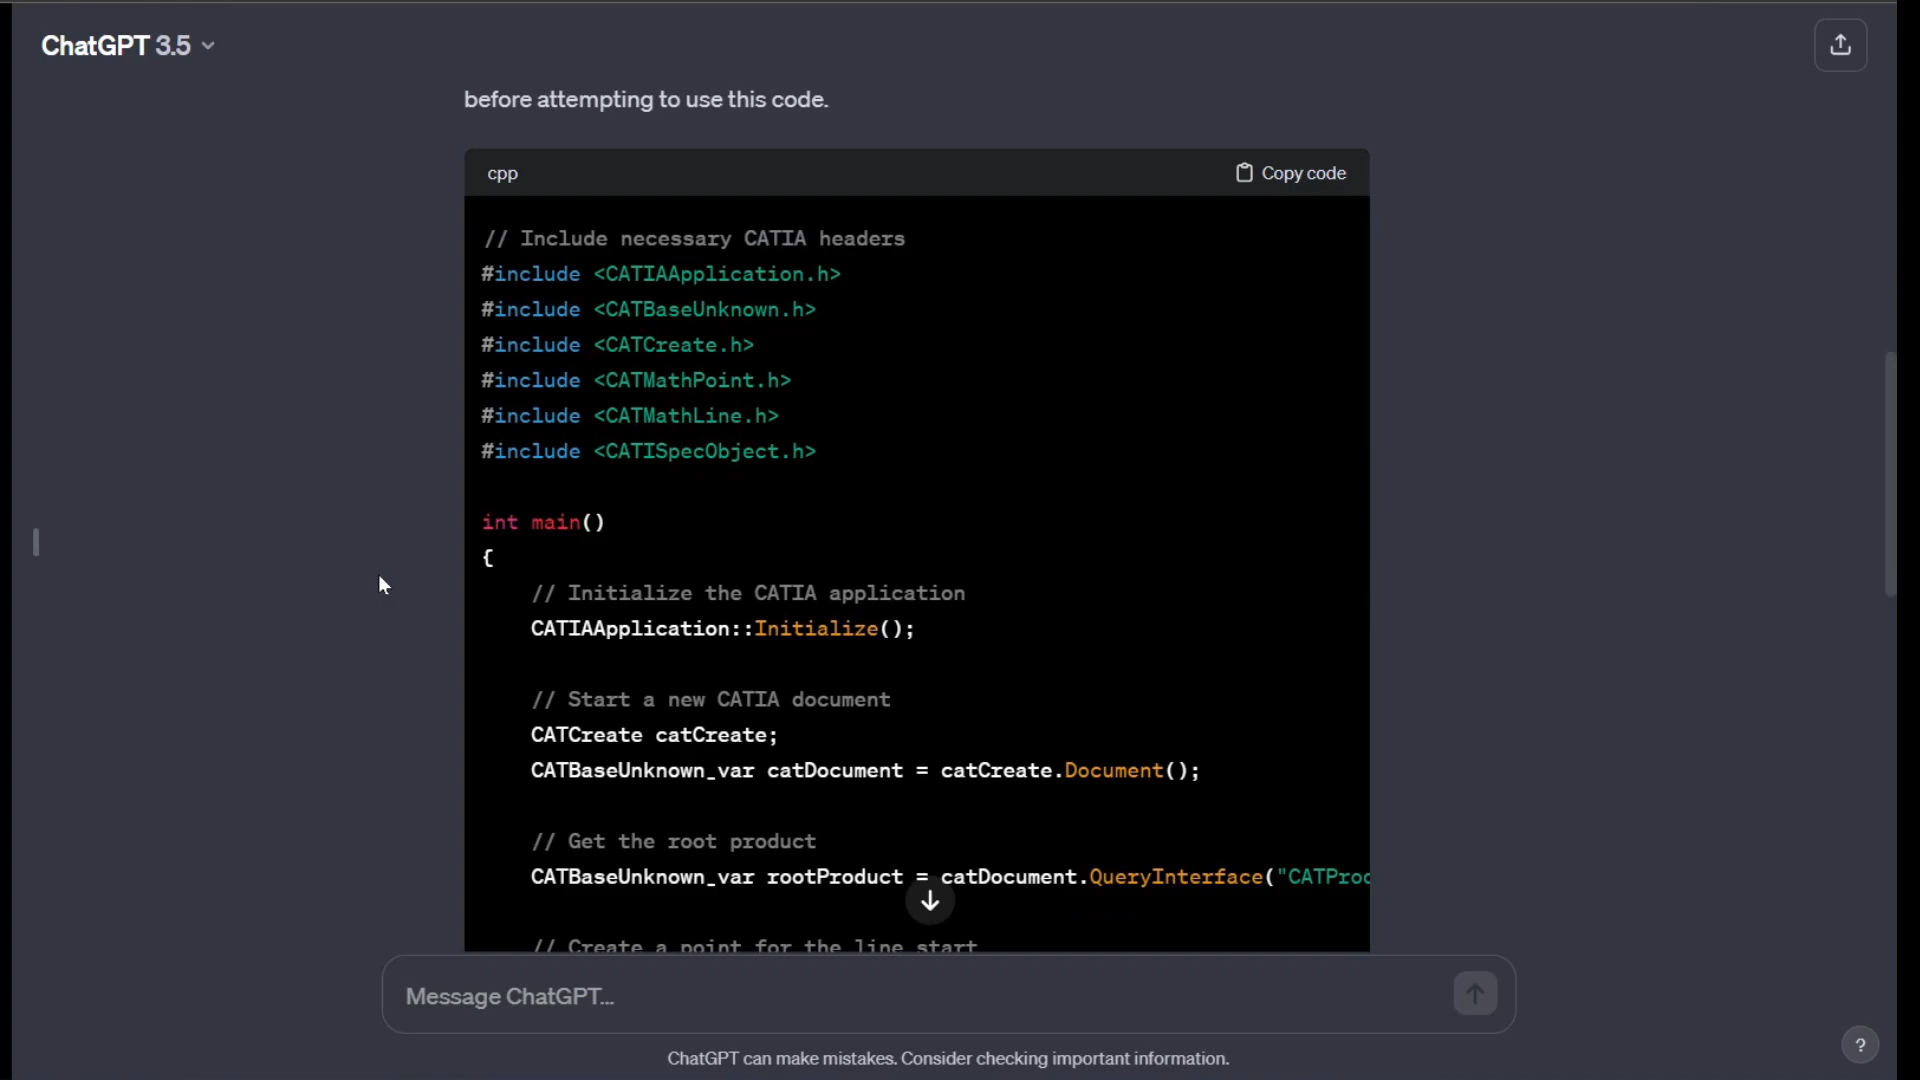 ChatGPT 3.5
before attempting to use this code.
cpp
Copy code
// Include necessary CATIA headers
#include <CATIAApplication.h>
#include <CATBaseUnknown.h>
#include <CATCreate.h>
#include <CATMathPoint.h>
#include <CATMathLine.h>
#include <CATISpecObject.h>
int main()
{
// Initialize the CATIA application
CATIAApplication::Initialize();
// Start a new CATIA document
CATCreate catCreate;
CATBaseUnknown_var catDocument = catCreate.Document();
// Get the root product
CATBaseUnknown_var rootProduct = catDocument.QueryInterface("CATProd
// Create a point for the line start
Message ChatGPT...
ChatGPT can make mistakes. Consider checking important information.
?